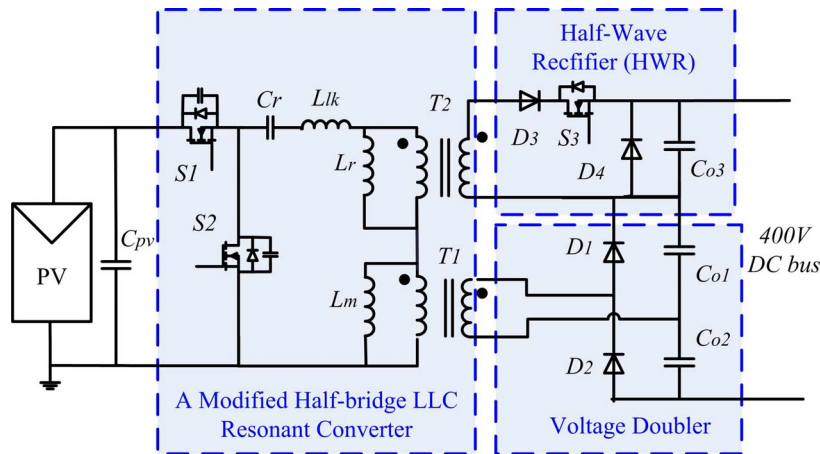 Half-Wave
Recfifier (HWR)
Cr
Llk
T2
D3
S3
D4
Co3
S1
Lr
S2
Cpv
PV
T1
D1
400V
DC bus
Lm
Co1
D2
Co2
A Modified Half-bridge LLC
Resonant Converter
Voltage Doubler